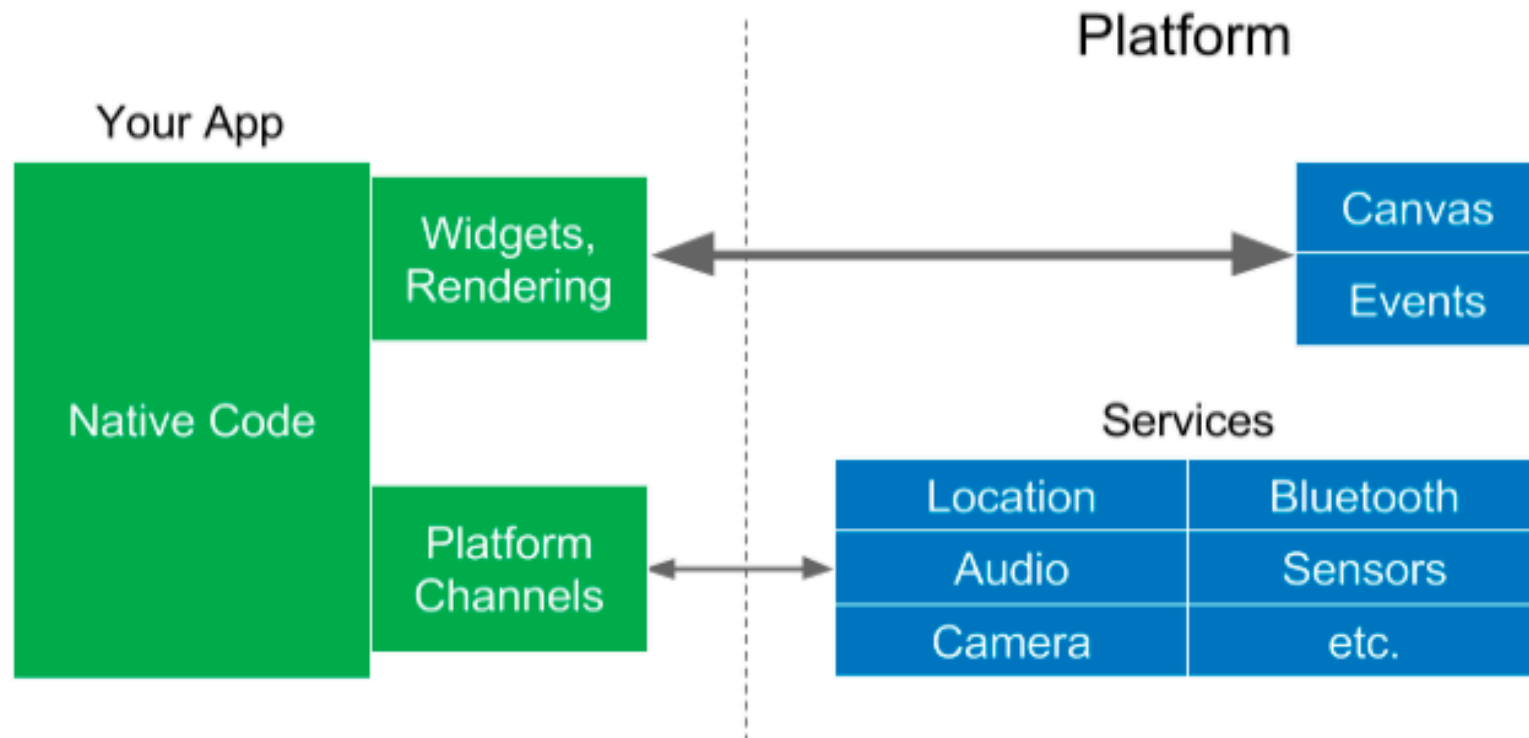 Platform
Your App
Widgets,
Rendering
Canvas
Events
Native Code
Services
Platform
Channels
Location
Bluetooth
Audio
Sensors
Camera
etc.